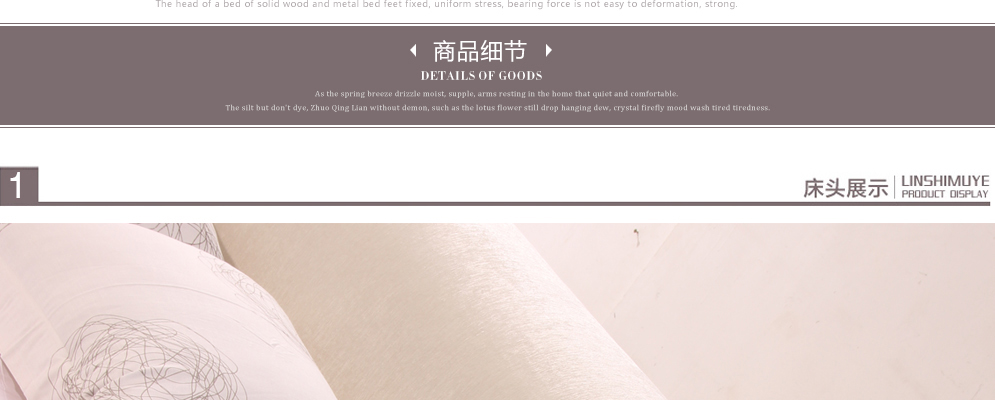 The head of a bed of solid wood and metal bed feet fixed, uniform stress, bearing force is not easy to deformation, strong.
商品细节
DETAILS OF GOODS
As the spring breeze drizzle moist, supple, arms resting in the home that quiet and comfortable.
The silt but don't dye, Zhuo Qing Lian without demon, such as the lotus flower still drop hanging dew, crystal firefly mood wash tired tiredness.
1
床头展示
LINSHIMUYE
PRODUCT DISPLAY